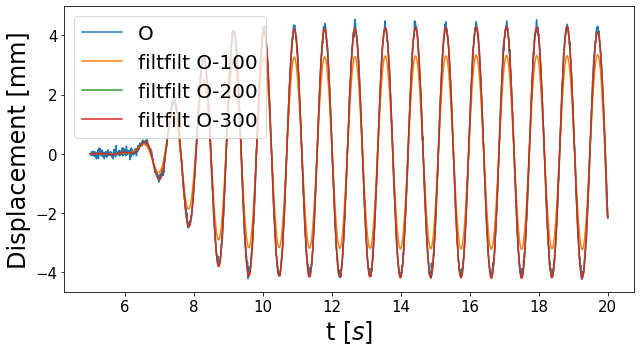 O
filtfilt O-100
filtfilt O-200
filtfilt O-300
Displacement [mm]
4
2
0
−2
−4
6 8 10 12 14 16 18 20
t [s]